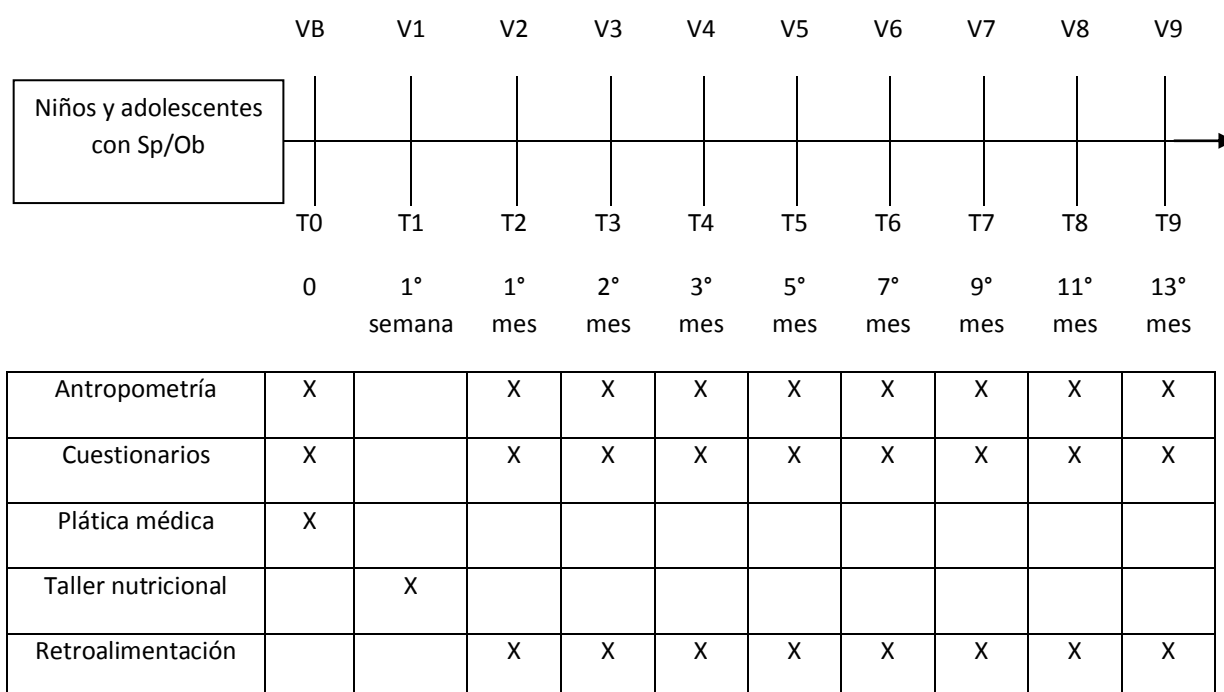 VB V1 V2 V3 V4 V5 V6 V7 V8 V9
Niños y adolescentes
con Sp/Ob
T0 T1 T2 T3 T4 T5 T6 T7 T8 T9
0 1° 1° 2° 3° 5° 7° 9° 11° 13°
semana mes mes mes mes mes mes mes mes
Antropometría X X X X X X X X X
Cuestionarios X X X X X X X X X
Plática médica X
Taller nutricional X
Retroalimentación X X X X X X X X